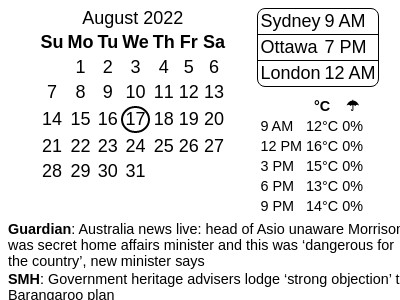 August 2022
Su Mo Tu We Th Fr Sa
1 2 3 4 5 6
7 8 9 10 11 12 13
14 15 16 17 18 19 20
21 22 23 24 25 26 27
28 29 30 31
Sydney 9 AM
Ottawa 7 PM
London 12 AM
°C ☂
9 AM 12°C 0%
12 PM 16°C 0%
3 PM 15°C 0%
6 PM 13°C 0%
9 PM 14°C 0%
Guardian: Australia news live: head of Asio unaware Morrison
was secret home affairs minister and this was ‘dangerous for
the country’, new minister says
SMH: Government heritage advisers lodge ‘strong objection’ t
Barangaroo plan